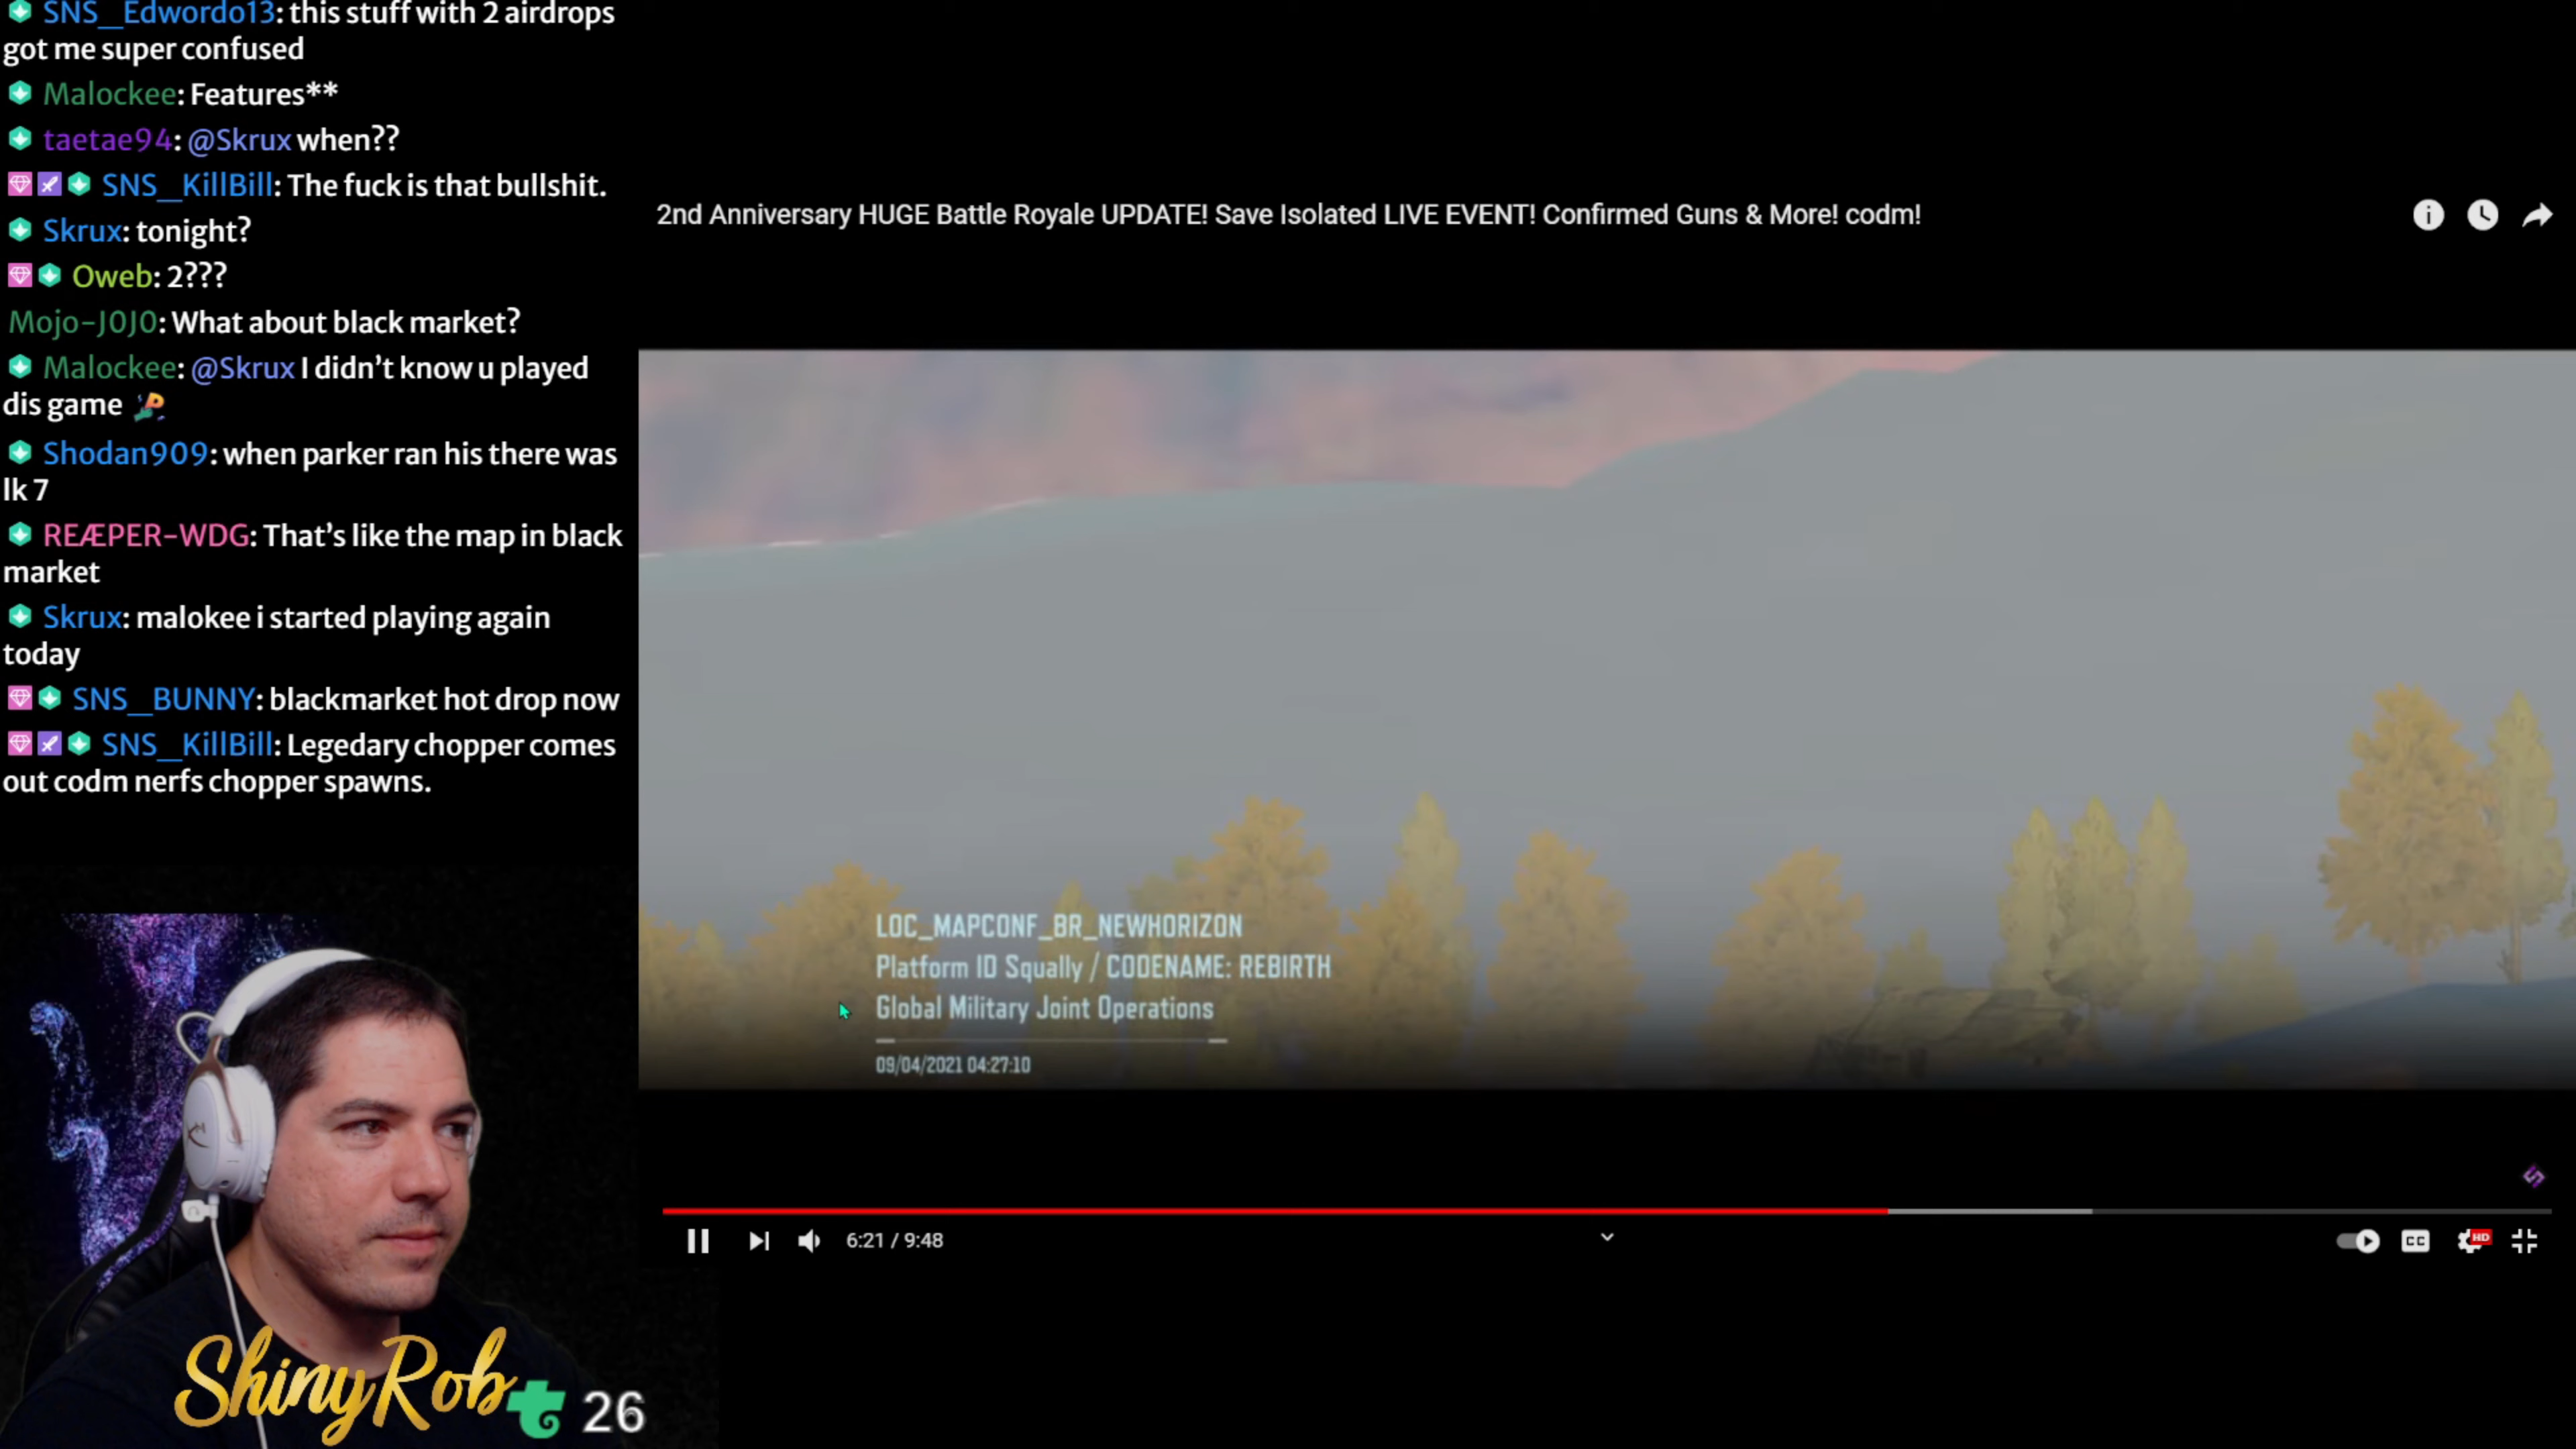 SNS_Edwordo13: this stuff with 2 airdrops
got me super confused
Malockee: Features**
taetae94: @Skrux when??
SNS_KillBill: The fuck is that bullshit.
Skrux: tonight?
Oweb: 2???
Mojo-J0J0: What about black market?
Malockee: @Skrux I didn't know u played
dis game
Shodan909: when parker ran his there was
lk 7
REÆPER-WDG: That's like the map in black
market
Skrux: malokee i started playing again
today
SNS_BUNNY: blackmarket hot drop now
SNS_KillBill: Legedary chopper comes
out codm nerfs chopper spawns.
2nd Anniversary HUGE Battle Royale UPDATE! Save Isolated LIVE EVENT! Confirmed Guns & More! codm!
LOC_MAPCONF_BR_NEWHORIZON
Platform ID Squally / CODENAME: REBIRTH
Global Military Joint Operations
09/04/2021 04:27:10
6:21 / 9:48
CC
HD
ShinyRob
26